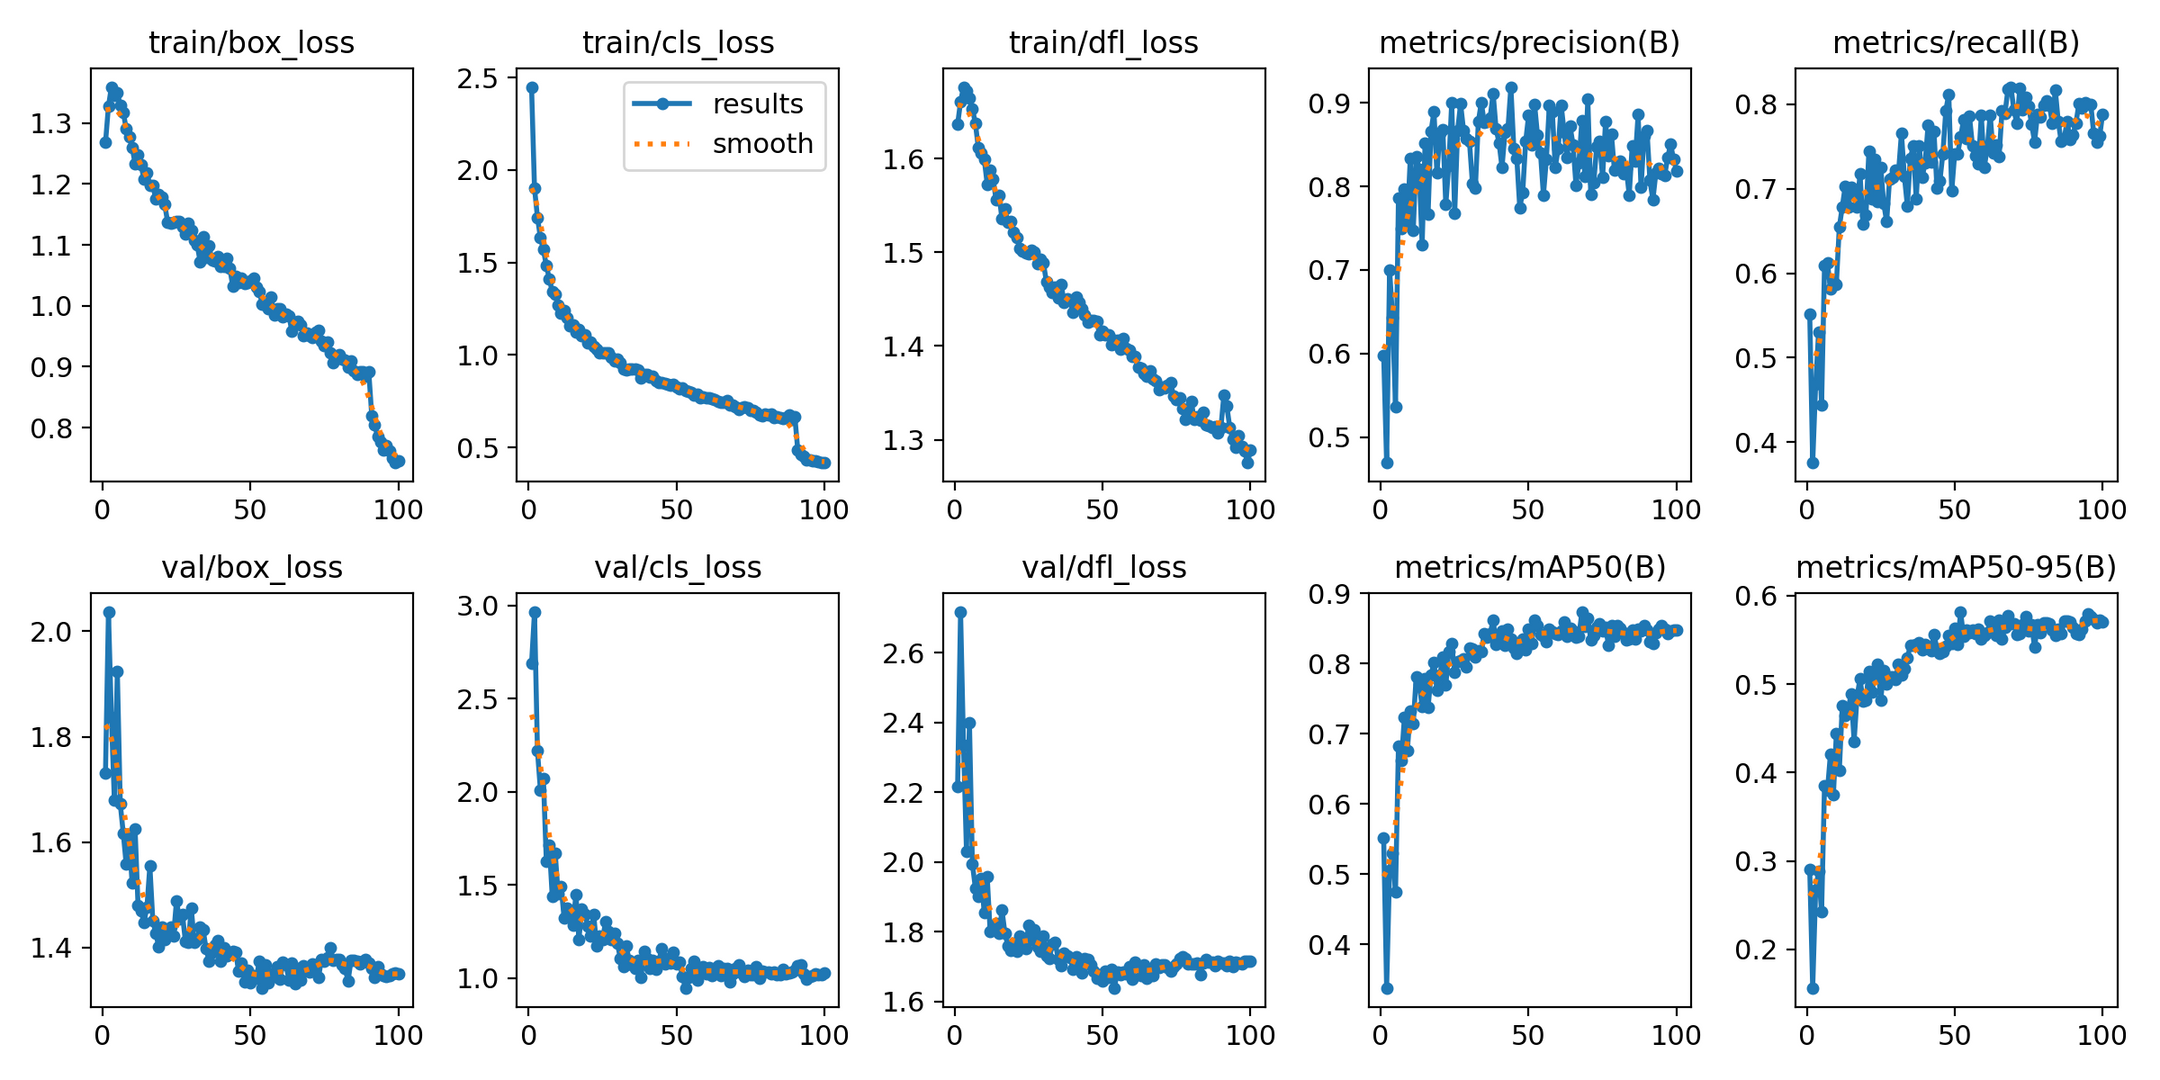 train/box_loss
1.3
1.2
1.1
1.0
0.9
0.8
0 50 100
train/cls_loss
results
smooth
2.5
2.0
1.5
1.0
0.5
0 50 100
train/dfl_loss
1.6
1.5
1.4
1.3
0 50 100
metrics/precision(B)
0.9
0.8
0.7
0.6
0.5
0 50 100
metrics/recall(B)
0.8
0.7
0.6
0.5
0.4
0 50 100
val/box_loss
2.0
1.8
1.6
1.4
0 50 100
val/cls_loss
3.0
2.5
2.0
1.5
1.0
0 50 100
val/dfl_loss
2.6
2.4
2.2
2.0
1.8
1.6
0 50 100
metrics/mAP50(B)
0.9
0.8
0.7
0.6
0.5
0.4
0 50 100
metrics/mAP50-95(B)
0.6
0.5
0.4
0.3
0.2
0 50 100